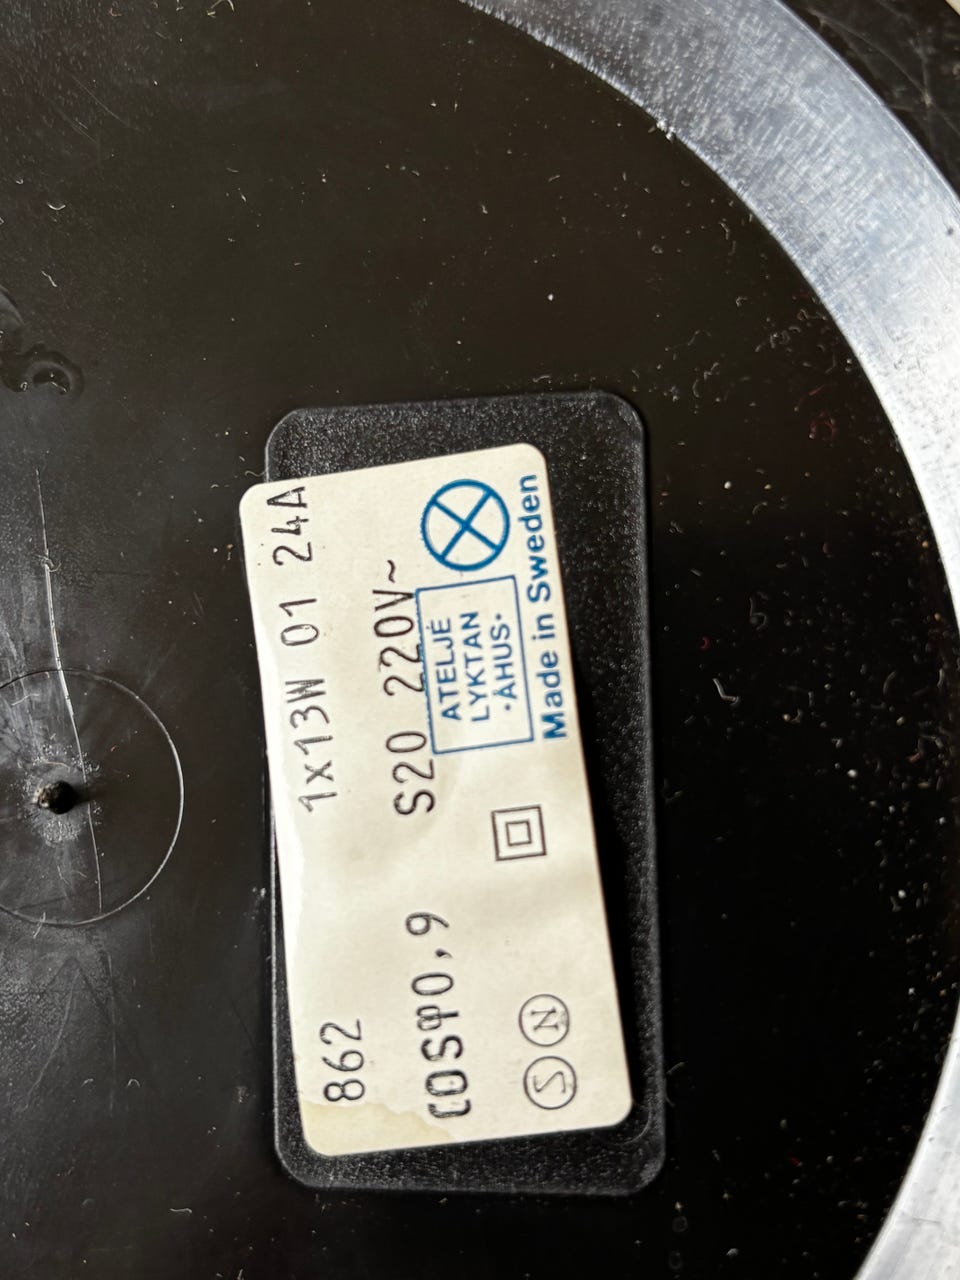 862 1x13W 01 24A
COSφ0,9 S20 220V~
S N
ATELJÉ
LYKTAN
·ÅHUS·
Made in Sweden